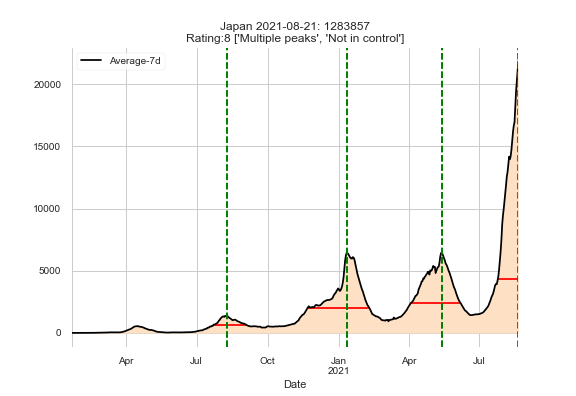 Japan 2021-08-21: 1283857
Rating:8 ['Multiple peaks', 'Not in control']
Average-7d
20000
15000
10000
5000
0
Apr
Jul
Oct
Jan
2021
Apr
Jul
Date